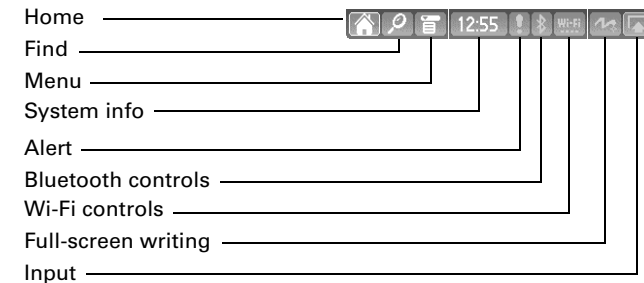 Home
12:55
Wi-Fi
Find
Menu
System info
Alert
Bluetooth controls
Wi-Fi controls
Full-screen writing
Input